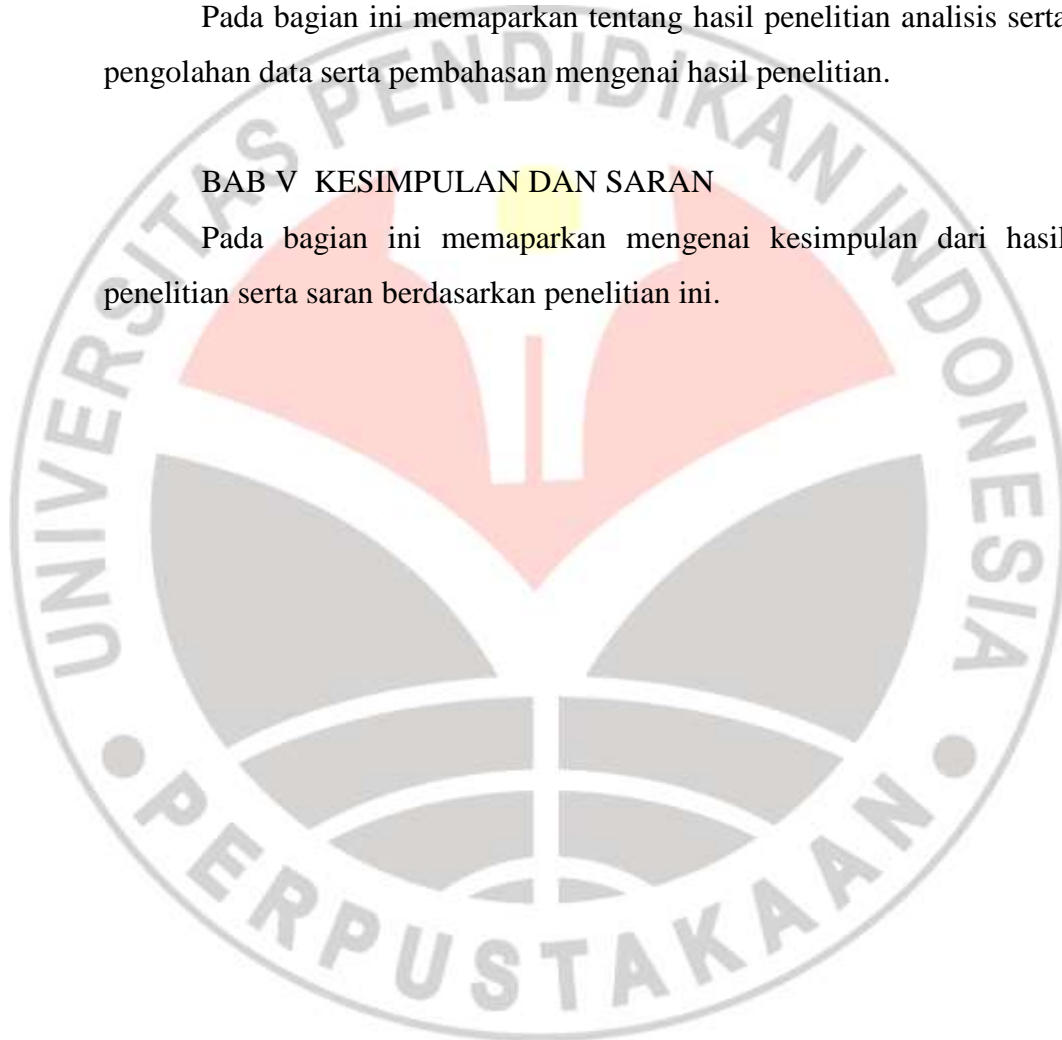 Pada bagian ini memaparkan tentang hasil penelitian analisis serta
pengolahan data serta pembahasan mengenai hasil penelitian.
BAB V KESIMPULAN DAN SARAN
Pada bagian ini memaparkan mengenai kesimpulan dari hasil
penelitian serta saran berdasarkan penelitian ini.
UNIVERSITAS PENDIDIKAN INDONESIA
PERPUSTAKAAN